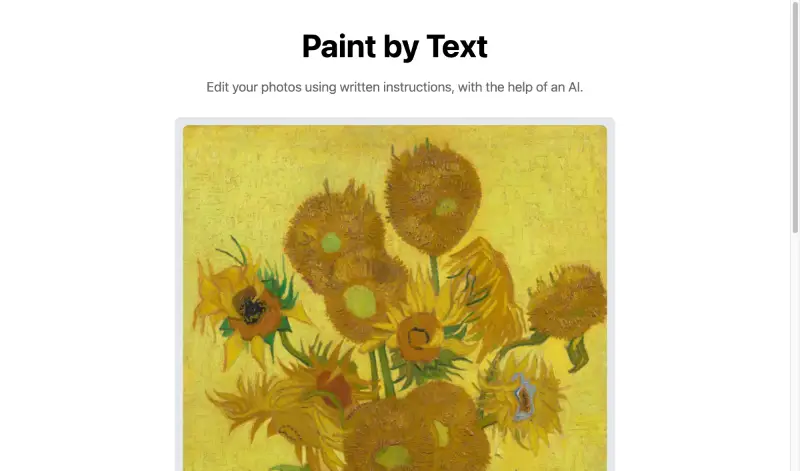 Paint by Text
Edit your photos using written instructions, with the help of an AI.